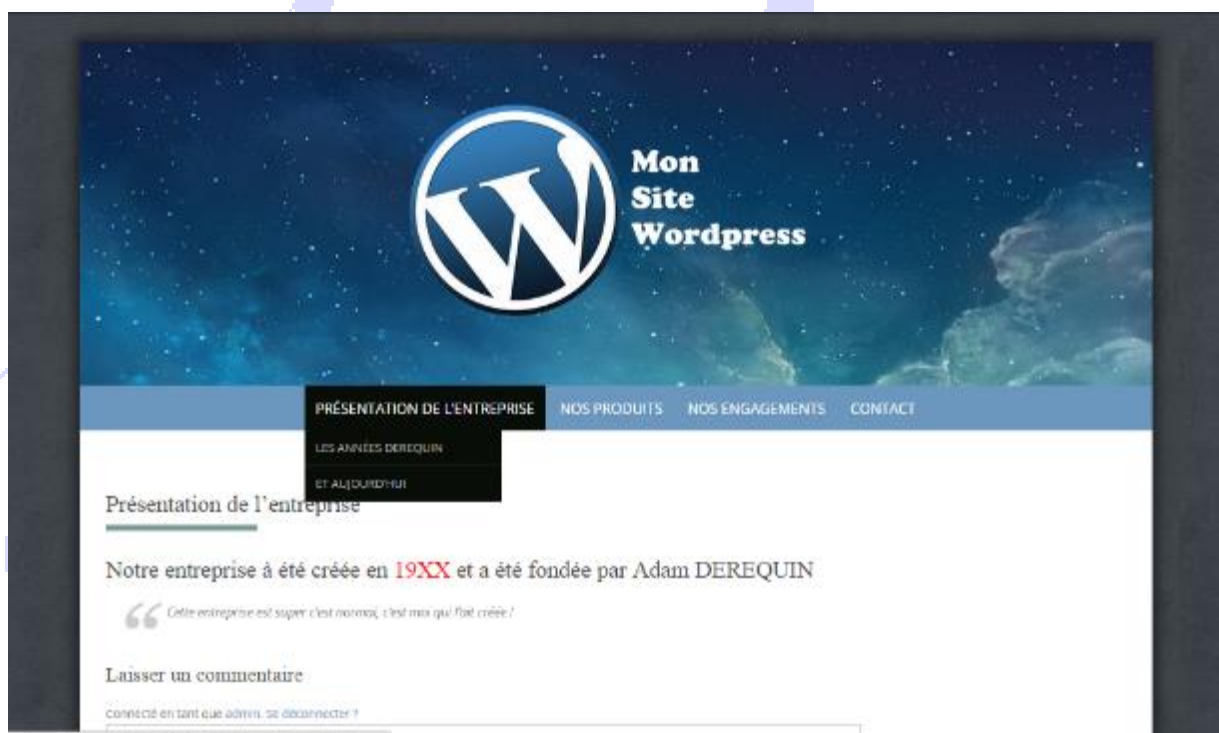 Mon
Site
Wordpress
PRÉSENTATION DE L'ENTREPRISE NOS PRODUITS NOS ENGAGEMENTS CONTACT
LES ANNÉES DEREQUIN
ET AUJOURD'HUI
Présentation de l'entreprise
Notre entreprise à été créée en 19XX et a été fondée par Adam DEREQUIN
Cette entreprise est super c'est normal, c'est moi qui l'ait créée !
Laisser un commentaire
Connecté en tant que admin. Se déconnecter ?